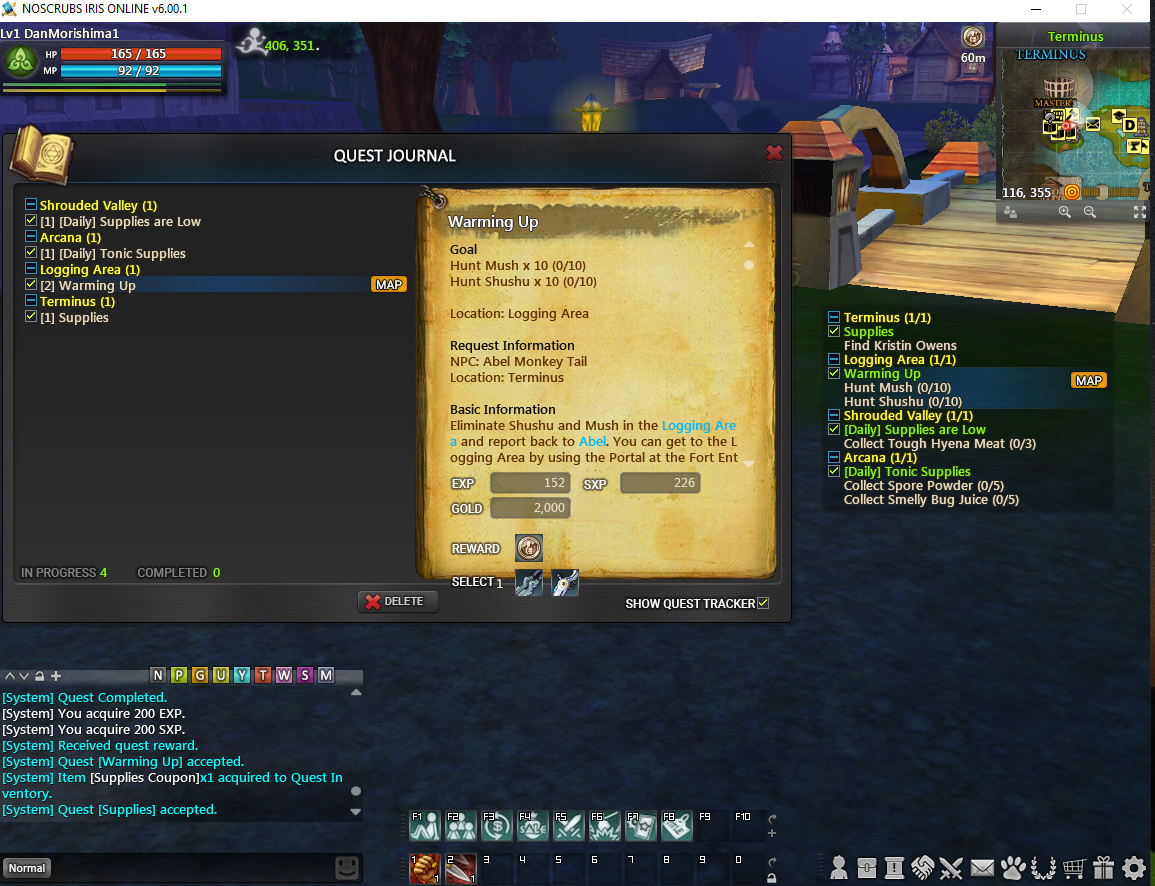 NOSCRUBS IRIS ONLINE v6.00.1
Lv1 DanMorishima1
HP 165 / 165
MP 92 / 92
406, 351.
60m
Terminus
TERMINUS
MASTER'S
D
116, 355
QUEST JOURNAL
Shrouded Valley (1)
[1] [Daily] Supplies are Low
Arcana (1)
[1] [Daily] Tonic Supplies
Logging Area (1)
[2] Warming Up
MAP
Terminus (1)
[1] Supplies
IN PROGRESS 4
COMPLETED 0
DELETE
Warming Up
Goal
Hunt Mush x 10 (0/10)
Hunt Shushu x 10 (0/10)
Location: Logging Area
Request Information
NPC: Abel Monkey Tail
Location: Terminus
Basic Information
Eliminate Shushu and Mush in the Logging Are
a and report back to Abel. You can get to the L
ogging Area by using the Portal at the Fort Ent
EXP 152 SXP 226
GOLD 2,000
REWARD
SELECT 1
SHOW QUEST TRACKER
Terminus (1/1)
Supplies
Find Kristin Owens
Logging Area (1/1)
Warming Up
MAP
Hunt Mush (0/10)
Hunt Shushu (0/10)
Shrouded Valley (1/1)
[Daily] Supplies are Low
Collect Tough Hyena Meat (0/3)
Arcana (1/1)
[Daily] Tonic Supplies
Collect Spore Powder (0/5)
Collect Smelly Bug Juice (0/5)
N P G U Y T W S M
[System] Quest Completed.
[System] You acquire 200 EXP.
[System] You acquire 200 SXP.
[System] Received quest reward.
[System] Quest [Warming Up] accepted.
[System] Item [Supplies Coupon]x1 acquired to Quest In
ventory.
[System] Quest [Supplies] accepted.
Normal
F1 F2 F3 F4 F5 F6 F7 F8 F9 F10
SALE
1 2 3 4 5 6 7 8 9 0
1 1